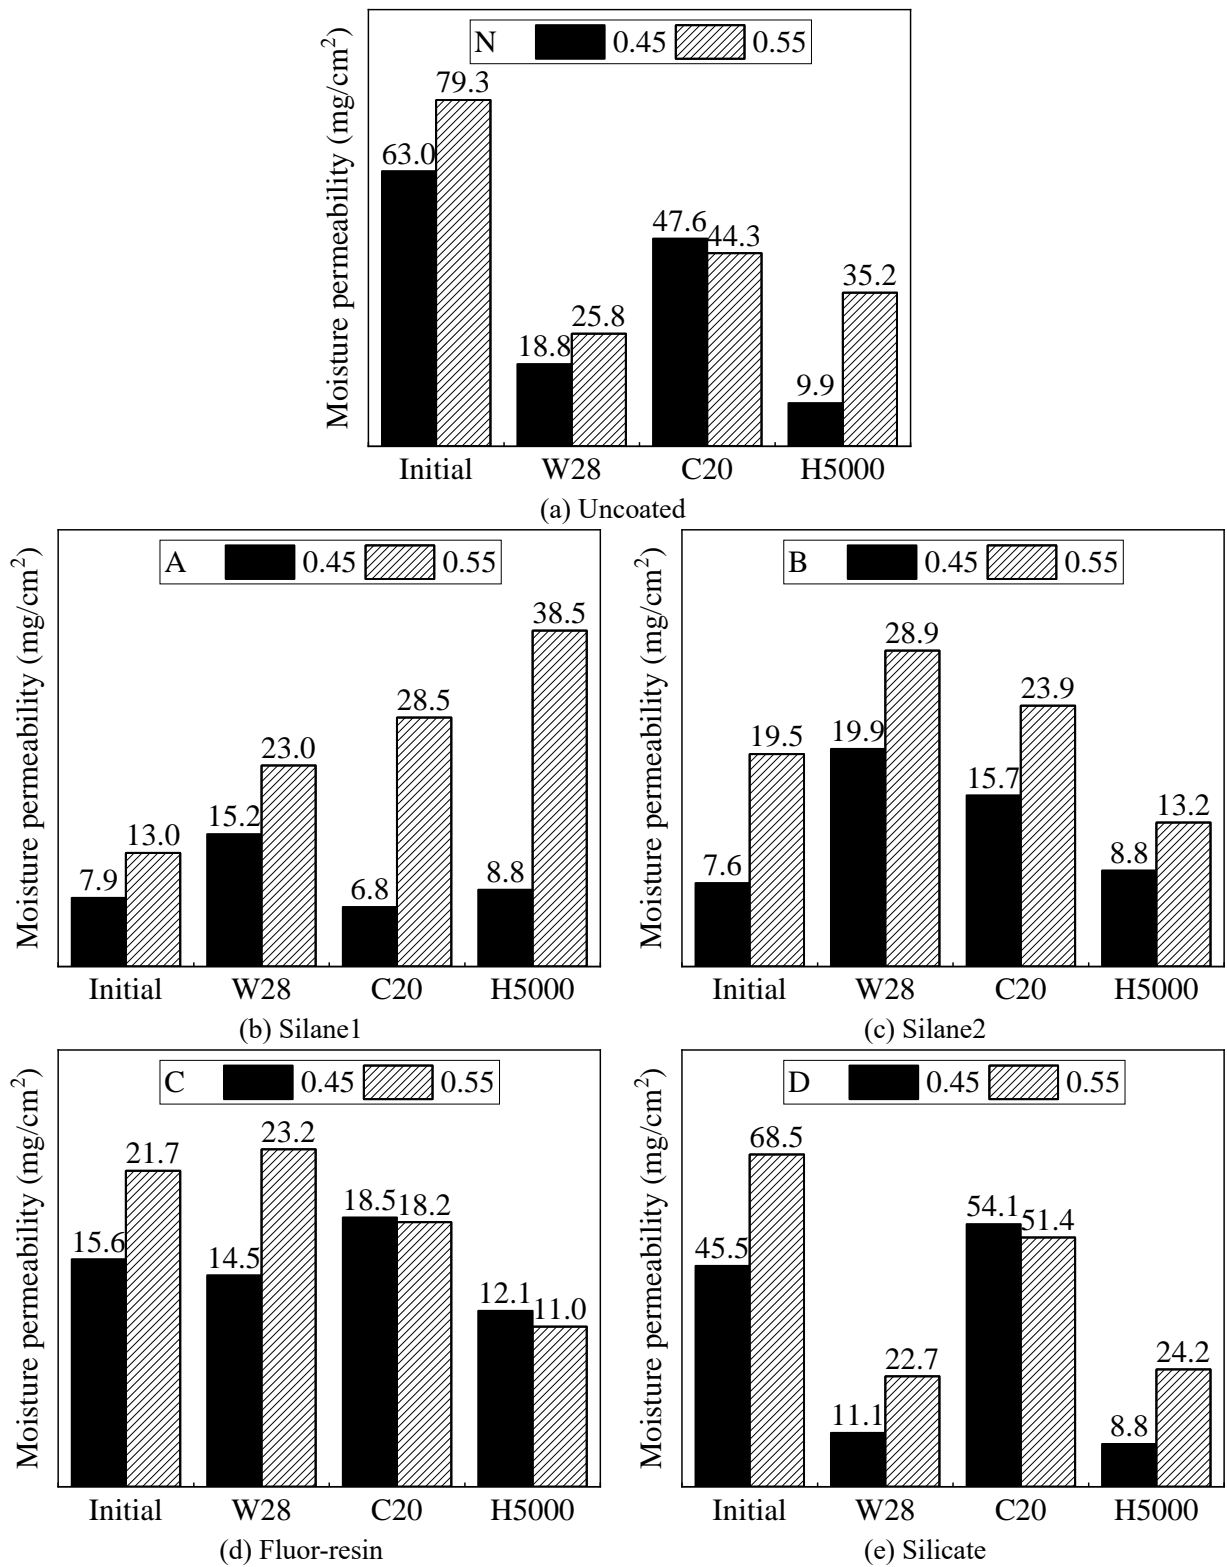 Moisture permeability (mg/cm²)
N 0.45 0.55
63.0 79.3 18.8 25.8 47.6 44.3 9.9 35.2
Initial W28 C20 H5000
(a) Uncoated
Moisture permeability (mg/cm²)
A 0.45 0.55
7.9 13.0 15.2 23.0 6.8 28.5 8.8 38.5
Initial W28 C20 H5000
(b) Silane1
Moisture permeability (mg/cm²)
B 0.45 0.55
7.6 19.5 19.9 28.9 15.7 23.9 8.8 13.2
Initial W28 C20 H5000
(c) Silane2
Moisture permeability (mg/cm²)
C 0.45 0.55
15.6 21.7 14.5 23.2 18.5 18.2 12.1 11.0
Initial W28 C20 H5000
(d) Fluor-resin
Moisture permeability (mg/cm²)
D 0.45 0.55
45.5 68.5 11.1 22.7 54.1 51.4 8.8 24.2
Initial W28 C20 H5000
(e) Silicate